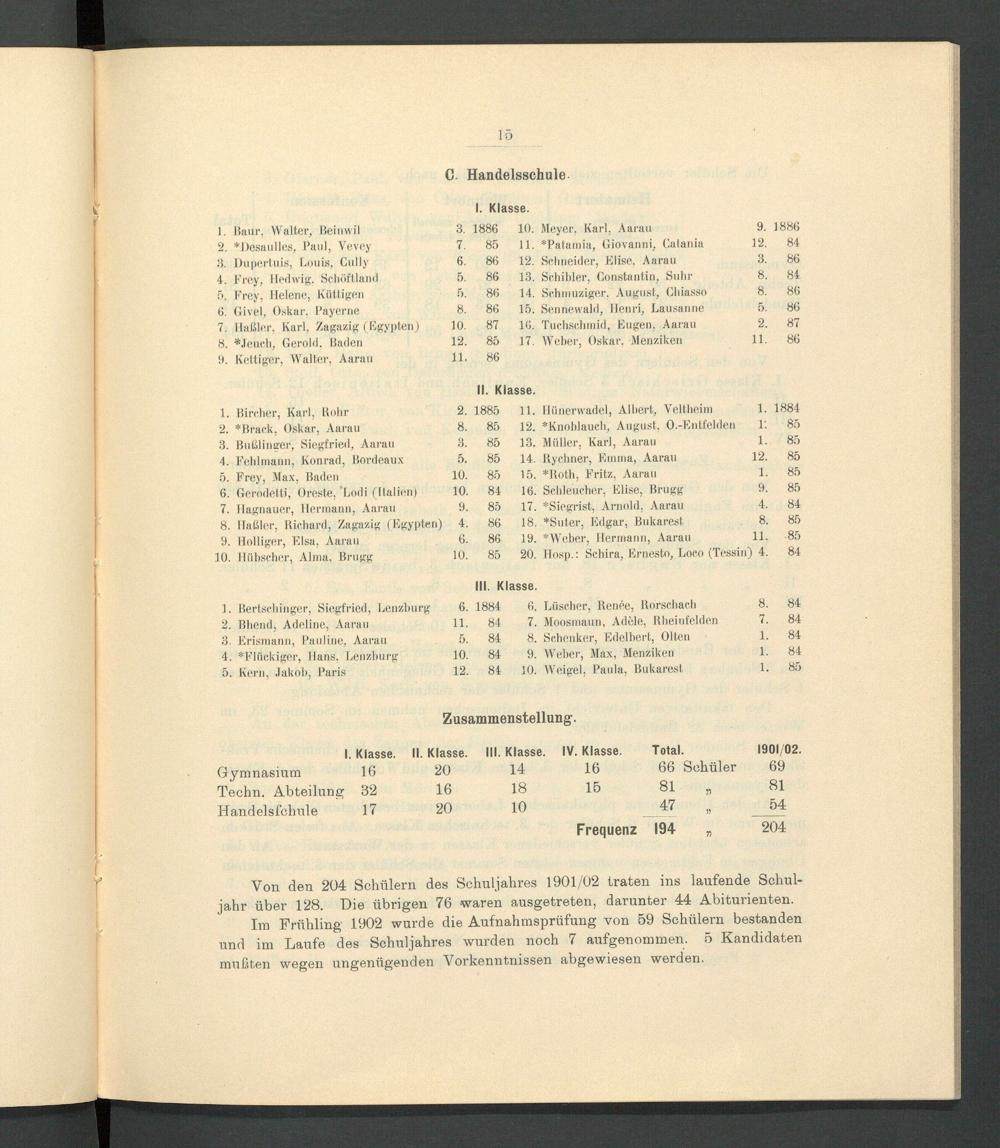 15
C. Handelsschule.
I. Klasse.
1. Baur, Walter, Beinwil 3. 1886
2. *Desaulles, Paul, Vevey 7. 85
3. Dupertuis, Louis, Cully 6. 86
4. Frey, Hedwig, Schöftland 5. 86
5. Frey, Helene, Küttigen 5. 86
6. Givel, Oskar, Payerne 8. 86
7. Haßler, Karl, Zagazig (Egypten) 10. 87
8. *Jeuch, Gerold, Baden 12. 85
9. Kettiger, Walter, Aarau 11. 86
10. Meyer, Karl, Aarau 9. 1886
11. *Patamia, Giovanni, Catania 12. 84
12. Schneider, Elise, Aarau 3. 86
13. Schibler, Constantin, Suhr 8. 84
14. Schmuziger, August, Chiasso 8. 86
15. Sennewald, Henri, Lausanne 5. 86
16. Tuchschmid, Eugen, Aarau 2. 87
17. Weber, Oskar, Menziken 11. 86
II. Klasse.
1. Bircher, Karl, Rohr 2. 1885
2. *Brack, Oskar, Aarau 8. 85
3. Bußlinger, Siegfried, Aarau 3. 85
4. Fehlmann, Konrad, Bordeaux 5. 85
5. Frey, Max, Baden 10. 85
6. Gerodetti, Oreste, Lodi (Italien) 10. 84
7. Hagnauer, Hermann, Aarau 9. 85
8. Haßler, Richard, Zagazig (Egypten) 4. 86
9. Holliger, Elsa, Aarau 6. 86
10. Hübscher, Alma, Brugg 10. 85
11. Hünerwadel, Albert, Veltheim 1. 1884
12. *Knoblauch, August, O.-Entfelden 1. 85
13. Müller, Karl, Aarau 1. 85
14. Rychner, Emma, Aarau 12. 85
15. *Roth, Fritz, Aarau 1. 85
16. Schleucher, Elise, Brugg 9. 85
17. *Siegrist, Arnold, Aarau 4. 84
18. *Suter, Edgar, Bukarest 8. 85
19. *Weber, Hermann, Aarau 11. 85
20. Hosp.: Schira, Ernesto, Loco (Tessin) 4. 84
III. Klasse.
1. Bertschinger, Siegfried, Lenzburg 6. 1884
2. Bhend, Adeline, Aarau 11. 84
3. Erismann, Pauline, Aarau 5. 84
4. *Flückiger, Hans, Lenzburg 10. 84
5. Kern, Jakob, Paris 12. 84
6. Lüscher, Renée, Rorschach 8. 84
7. Moosmann, Adèle, Rheinfelden 7. 84
8. Schenker, Edelbert, Olten 1. 84
9. Weber, Max, Menziken 1. 84
10. Weigel, Paula, Bukarest 1. 85
Zusammenstellung.
I. Klasse. II. Klasse. III. Klasse. IV. Klasse. Total. 1901/02.
Gymnasium 16 20 14 16 66 Schüler 69
Techn. Abteilung 32 16 18 15 81 „ 81
Handelsfchule 17 20 10 47 „ 54
Frequenz 194 „ 204
Von den 204 Schülern des Schuljahres 1901/02 traten ins laufende Schul-
jahr über 128. Die übrigen 76 waren ausgetreten, darunter 44 Abiturienten.
Im Frühling 1902 wurde die Aufnahmsprüfung von 59 Schülern bestanden
und im Laufe des Schuljahres wurden noch 7 aufgenommen. 5 Kandidaten
mußten wegen ungenügenden Vorkenntnissen abgewiesen werden.